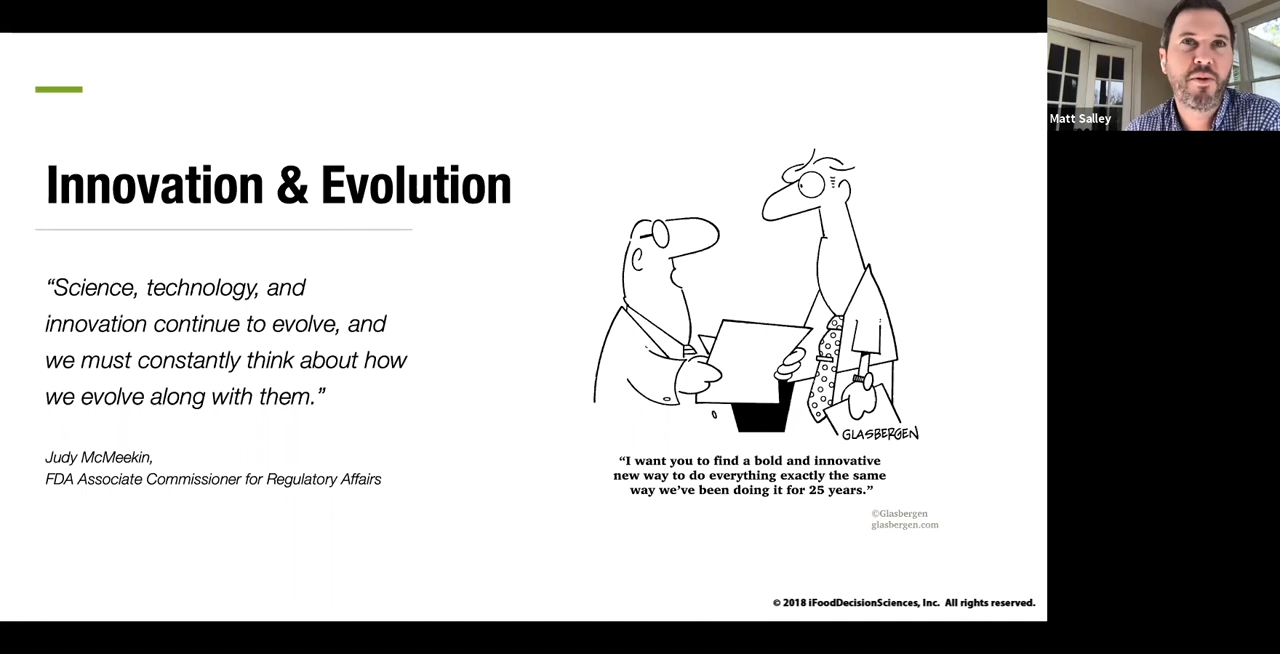 Matt Salley
Innovation & Evolution
“Science, technology, and
innovation continue to evolve, and
we must constantly think about how
we evolve along with them.”
Judy McMeekin,
FDA Associate Commissioner for Regulatory Affairs
GLASBERGEN
“I want you to find a bold and innovative
new way to do everything exactly the same
way we’ve been doing it for 25 years.”
©Glasbergen
glasbergen.com
© 2018 iFoodDecisionSciences, Inc. All rights reserved.